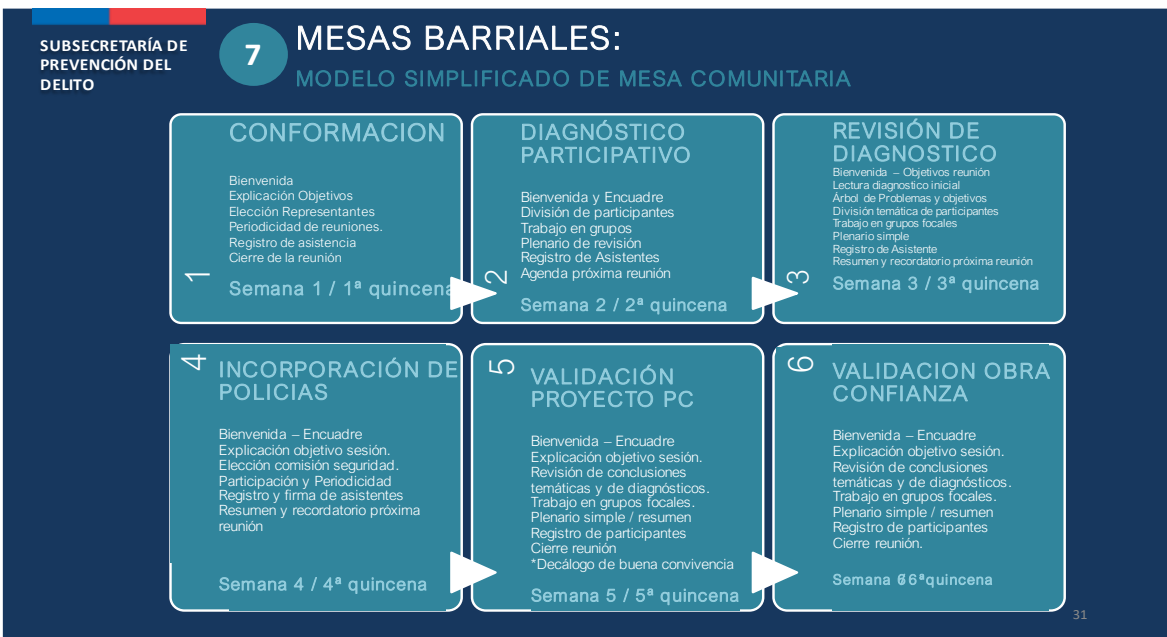 SUBSECRETARÍA DE
PREVENCIÓN DEL
DELITO
7
MESAS BARRIALES:
MODELO SIMPLIFICADO DE MESA COMUNITARIA
1
CONFORMACION
Bienvenida
Explicación Objetivos
Elección Representantes
Periodicidad de reuniones.
Registro de asistencia
Cierre de la reunión
Semana 1 / 1ª quincena
2
DIAGNÓSTICO
PARTICIPATIVO
Bienvenida y Encuadre
División de participantes
Trabajo en grupos
Plenario de revisión
Registro de Asistentes
Agenda próxima reunión
Semana 2 / 2ª quincena
3
REVISIÓN DE
DIAGNOSTICO
Bienvenida – Objetivos reunión
Lectura diagnostico inicial
Árbol de Problemas y objetivos
División temática de participantes
Trabajo en grupos focales
Plenario simple
Registro de Asistente
Resumen y recordatorio próxima reunión
Semana 3 / 3ª quincena
4
INCORPORACIÓN DE
POLICIAS
Bienvenida – Encuadre
Explicación objetivo sesión.
Elección comisión seguridad.
Participación y Periodicidad
Registro y firma de asistentes
Resumen y recordatorio próxima
reunión
Semana 4 / 4ª quincena
5
VALIDACIÓN
PROYECTO PC
Bienvenida – Encuadre
Explicación objetivo sesión.
Revisión de conclusiones
temáticas y de diagnósticos.
Trabajo en grupos focales.
Plenario simple / resumen
Registro de participantes
Cierre reunión
*Decálogo de buena convivencia
Semana 5 / 5ª quincena
6
VALIDACION OBRA
CONFIANZA
Bienvenida – Encuadre
Explicación objetivo sesión.
Revisión de conclusiones
temáticas y de diagnósticos.
Trabajo en grupos focales.
Plenario simple / resumen
Registro de participantes
Cierre reunión.
Semana 6 6ªquincena
31